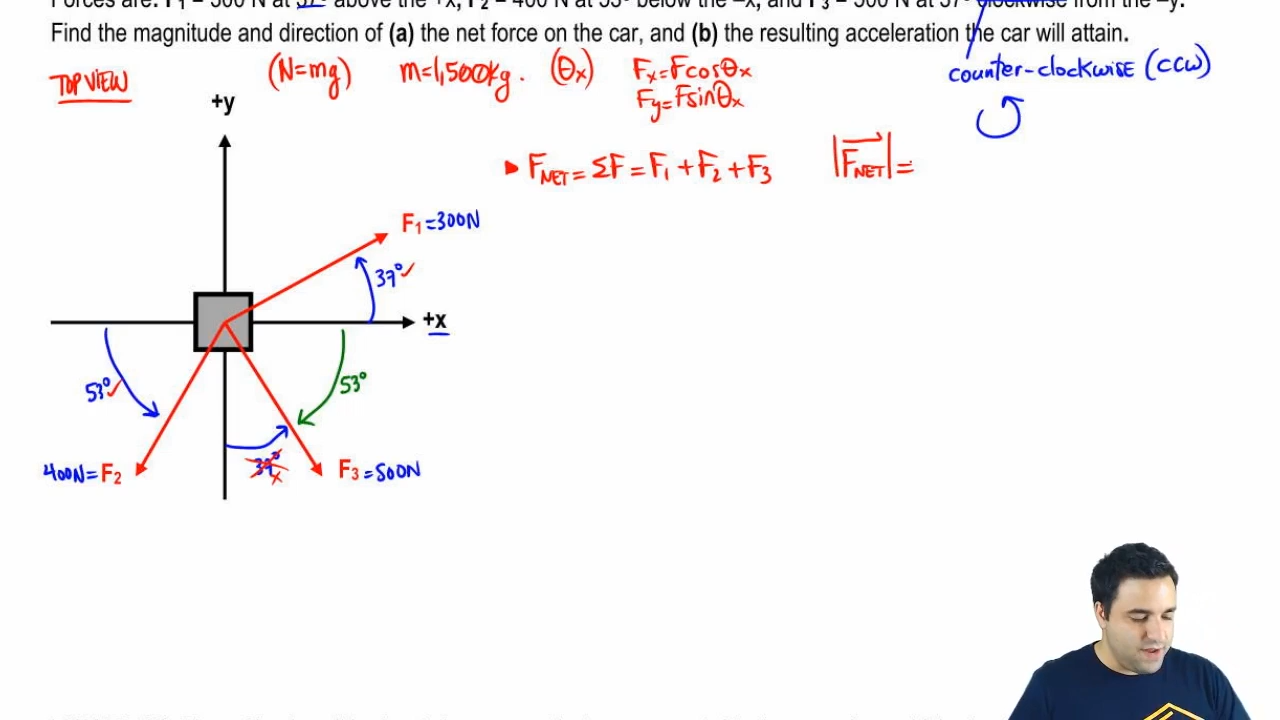 Forces are: F₁ = 300 N at 37° above the +x, F₂ = 400 N at 53° below the –x, and F₃ = 500 N at 37° clockwise from the –y.
Find the magnitude and direction of (a) the net force on the car, and (b) the resulting acceleration the car will attain.
TOP VIEW
(N=mg) m=1,500kg. (θx) Fx=Fcosθx
Fy=Fsinθx
counter-clockwise (ccw)
+y
▸ F_NET = ΣF = F₁ + F₂ + F₃ |F_NET| =
F₁ =300N
37° ✓
+x
53° ✓
53°
37°
x
400N = F₂
F₃ =500N